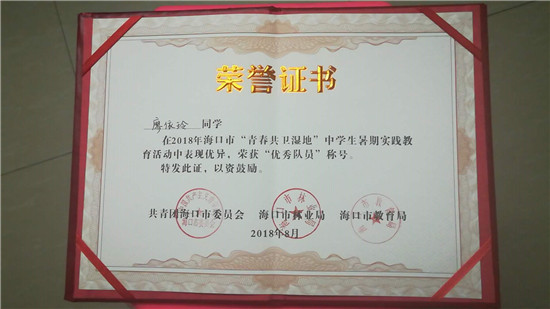 荣誉证书
廖依玲 同学
在2018年海口市“青春共卫湿地”中学生暑期实践教
育活动中表现优异，荣获“优秀队员”称号。
特发此证，以资鼓励。
共青团海口市委员会 海口市林业局 海口市教育局
2018年8月